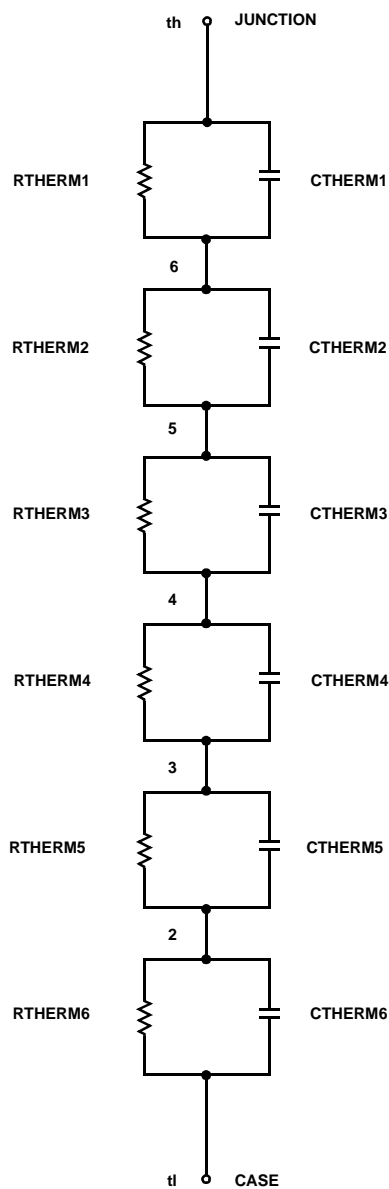 th JUNCTION
RTHERM1 CTHERM1
6
RTHERM2 CTHERM2
5
RTHERM3 CTHERM3
4
RTHERM4 CTHERM4
3
RTHERM5 CTHERM5
2
RTHERM6 CTHERM6
tl CASE